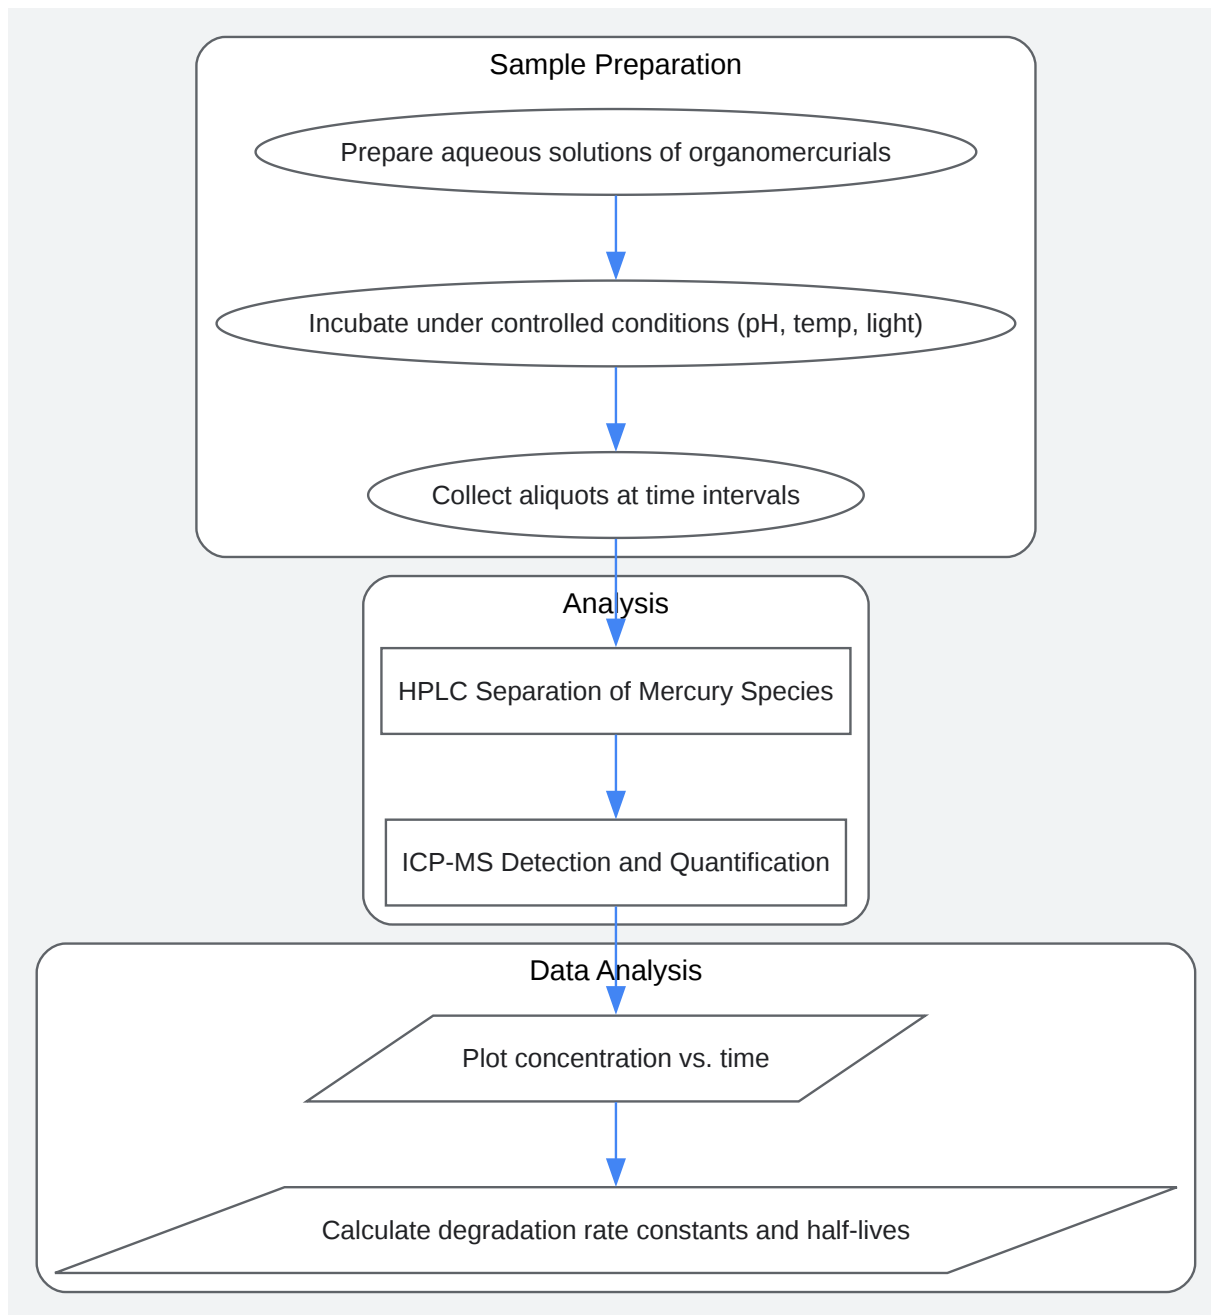 Sample Preparation
Prepare aqueous solutions of organomercurials
Incubate under controlled conditions (pH, temp, light)
Collect aliquots at time intervals
Analysis
HPLC Separation of Mercury Species
ICP-MS Detection and Quantification
Data Analysis
Plot concentration vs. time
Calculate degradation rate constants and half-lives